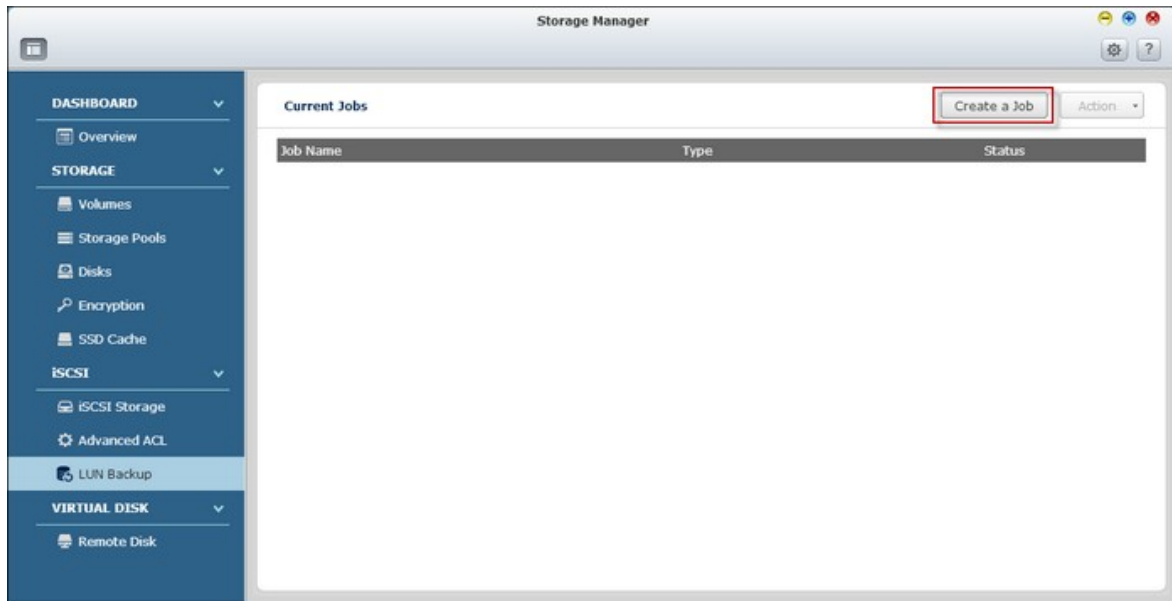 Storage Manager
?
DASHBOARD
Overview
STORAGE
Volumes
Storage Pools
Disks
Encryption
SSD Cache
iSCSI
iSCSI Storage
Advanced ACL
LUN Backup
VIRTUAL DISK
Remote Disk
Current Jobs
Create a Job
Action
Job Name Type Status